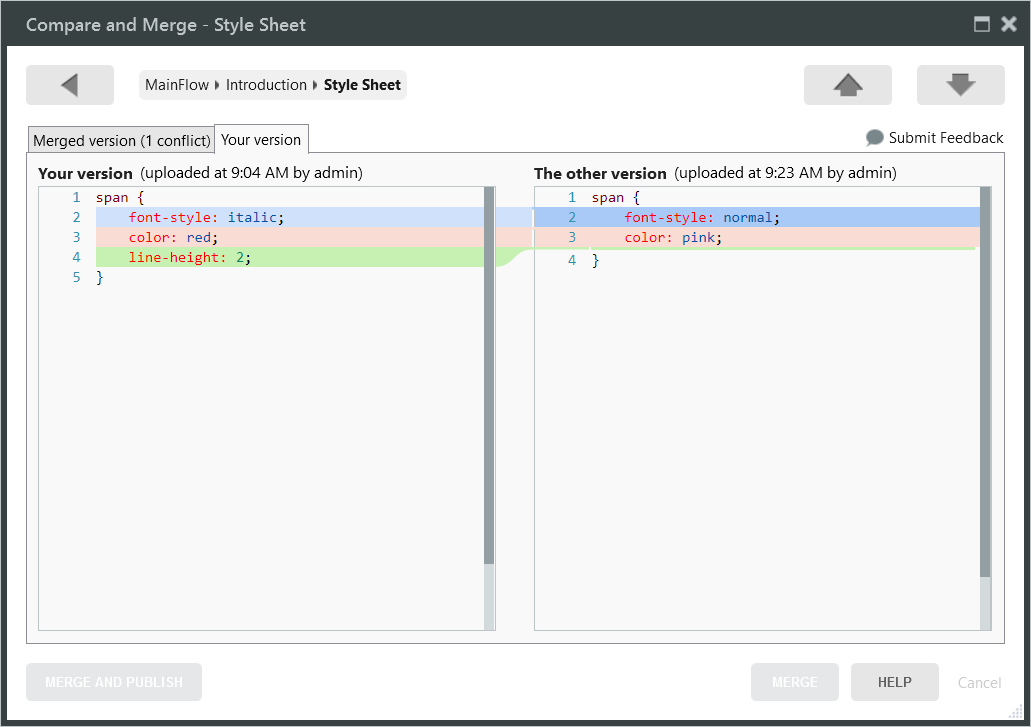 Compare and Merge - Style Sheet
MainFlow Introduction Style Sheet
Merged version (1 conflict) Your version
Submit Feedback
Your version (uploaded at 9:04 AM by admin)
1 span {
2 font-style: italic;
3 color: red;
4 line-height: 2;
5 }
The other version (uploaded at 9:23 AM by admin)
1 span {
2 font-style: normal;
3 color: pink;
4 }
MERGE AND PUBLISH
MERGE
HELP
Cancel